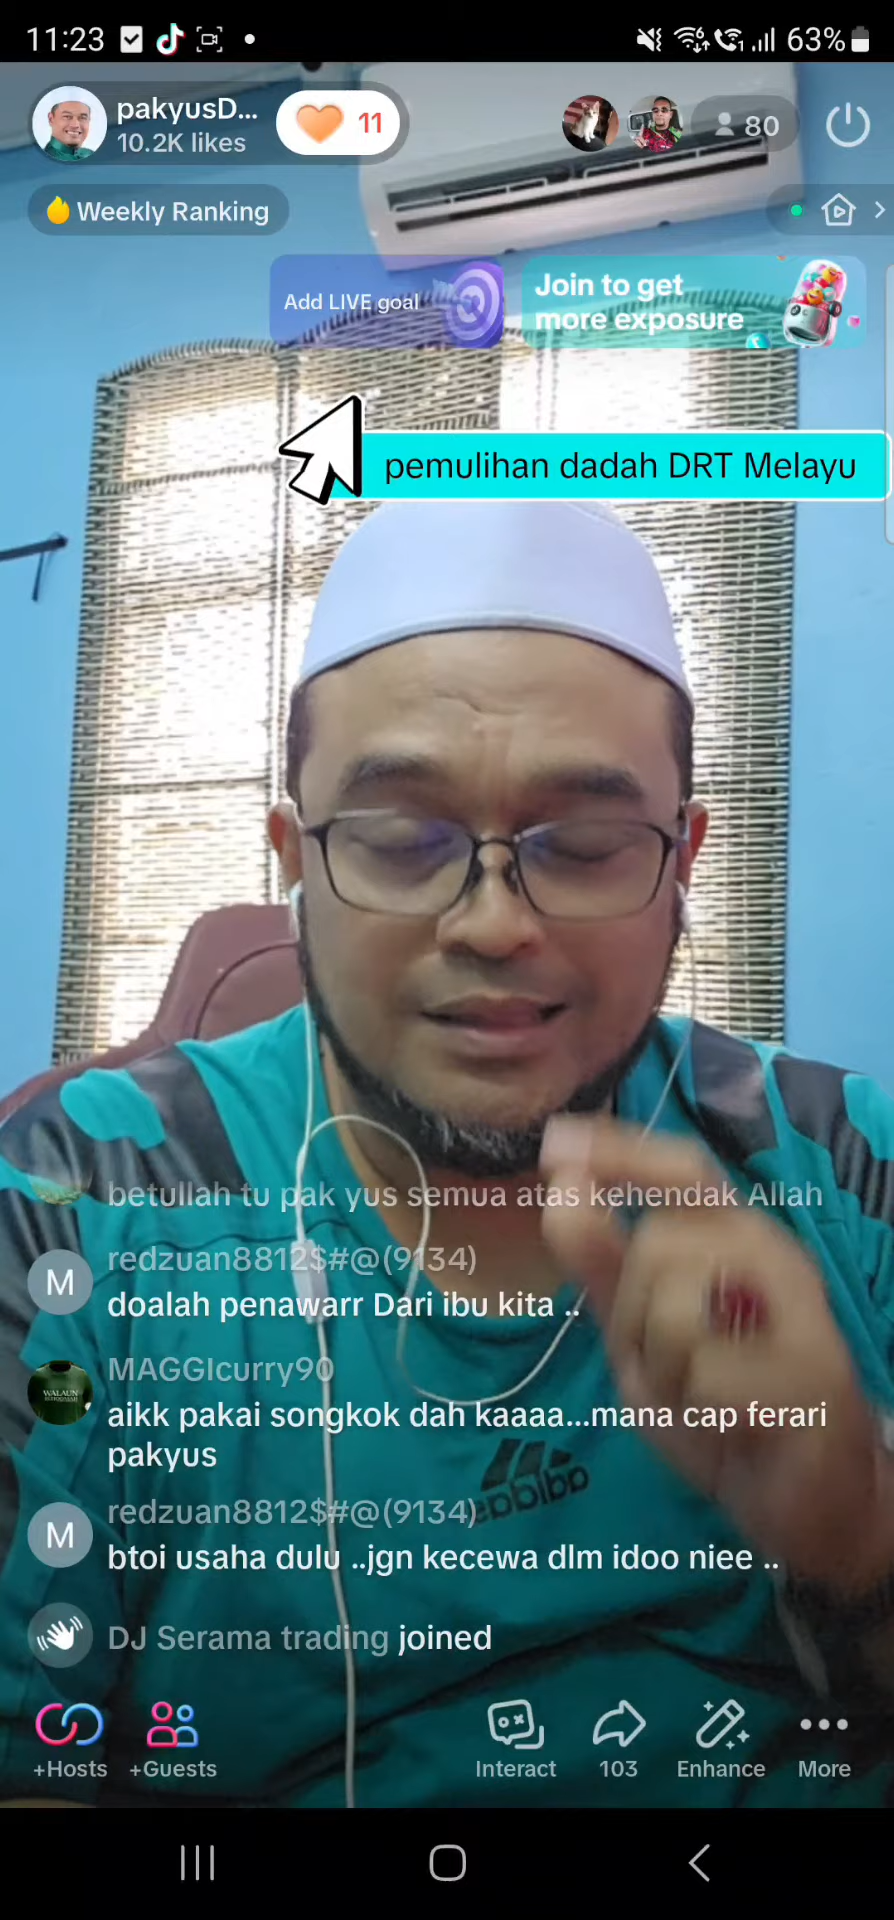 11:23
63%
pakyusD...
10.2K likes
11
80
Weekly Ranking
Add LIVE goal
Join to get
more exposure
pemulihan dadah DRT Melayu
betullah tu pak yus semua atas kehendak Allah
redzuan8812$#@(9134)
M
doalah penawarr Dari ibu kita ..
MAGGIcurry90
WALAUN
aikk pakai songkok dah kaaaa...mana cap ferari
pakyus
adidas
redzuan8812$#@(9134)
M
btoi usaha dulu ..jgn kecewa dlm idoo niee ..
DJ Serama trading joined
+Hosts
+Guests
Interact
103
Enhance
More